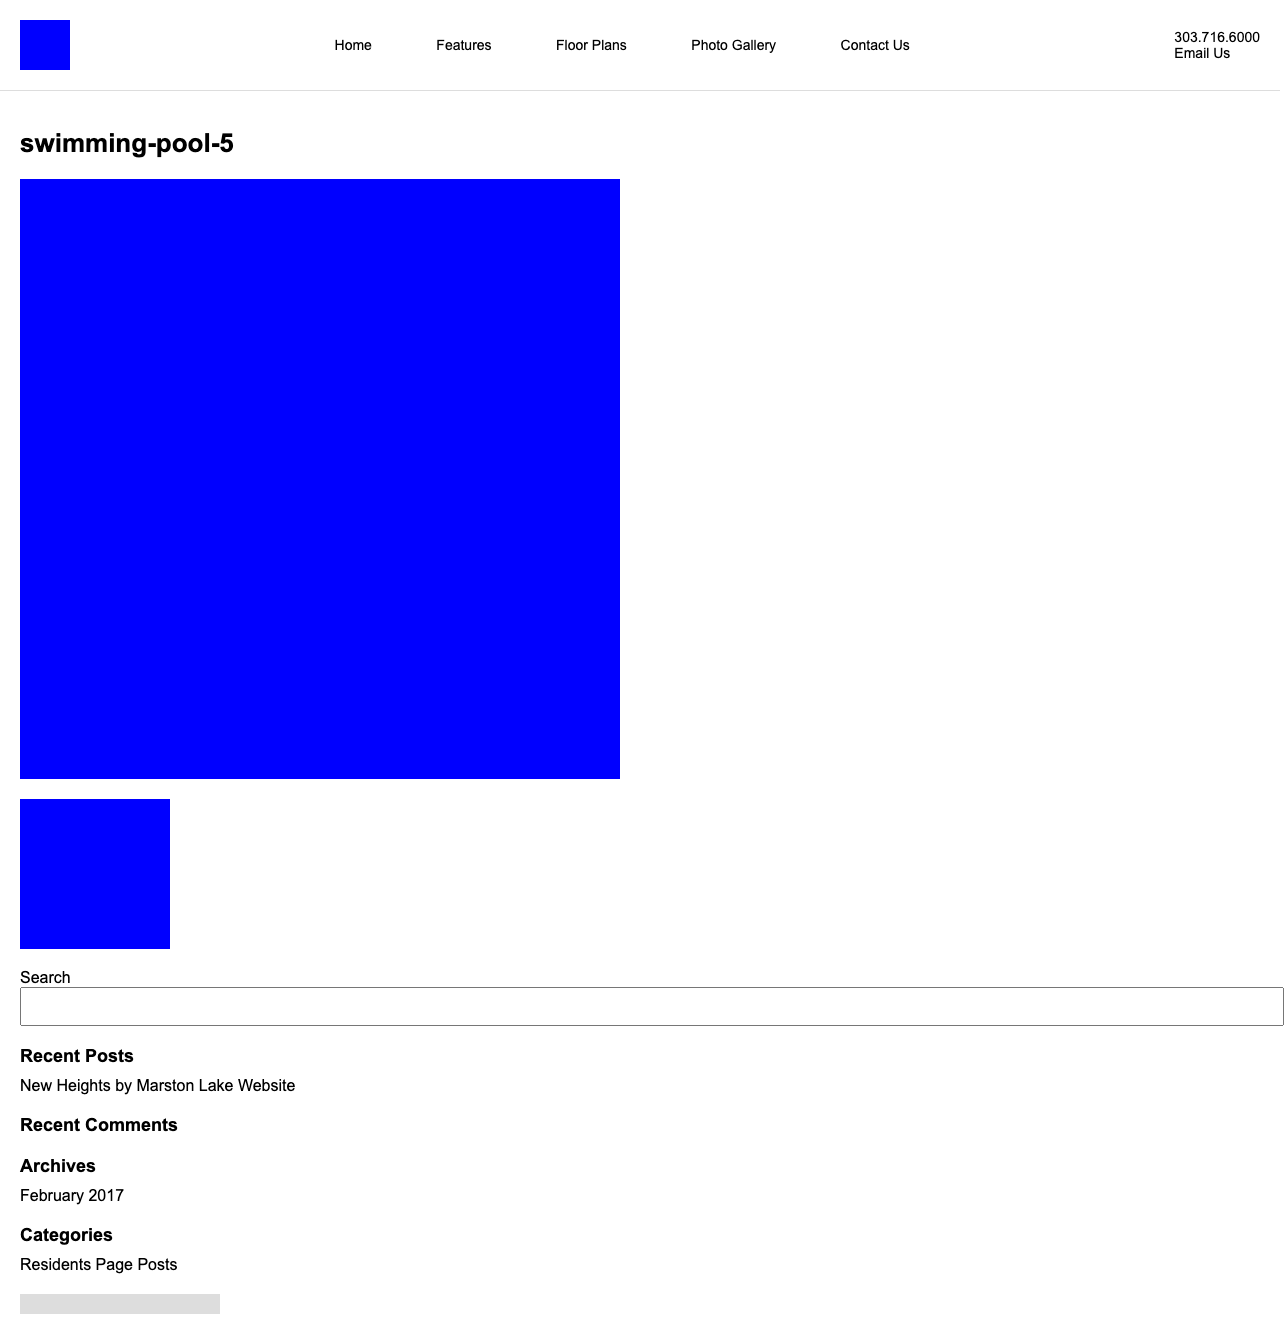 Home
Features
Floor Plans
Photo Gallery
Contact Us
303.716.6000
Email Us
swimming-pool-5
Search
Recent Posts
New Heights by Marston Lake Website
Recent Comments
Archives
February 2017
Categories
Residents Page Posts